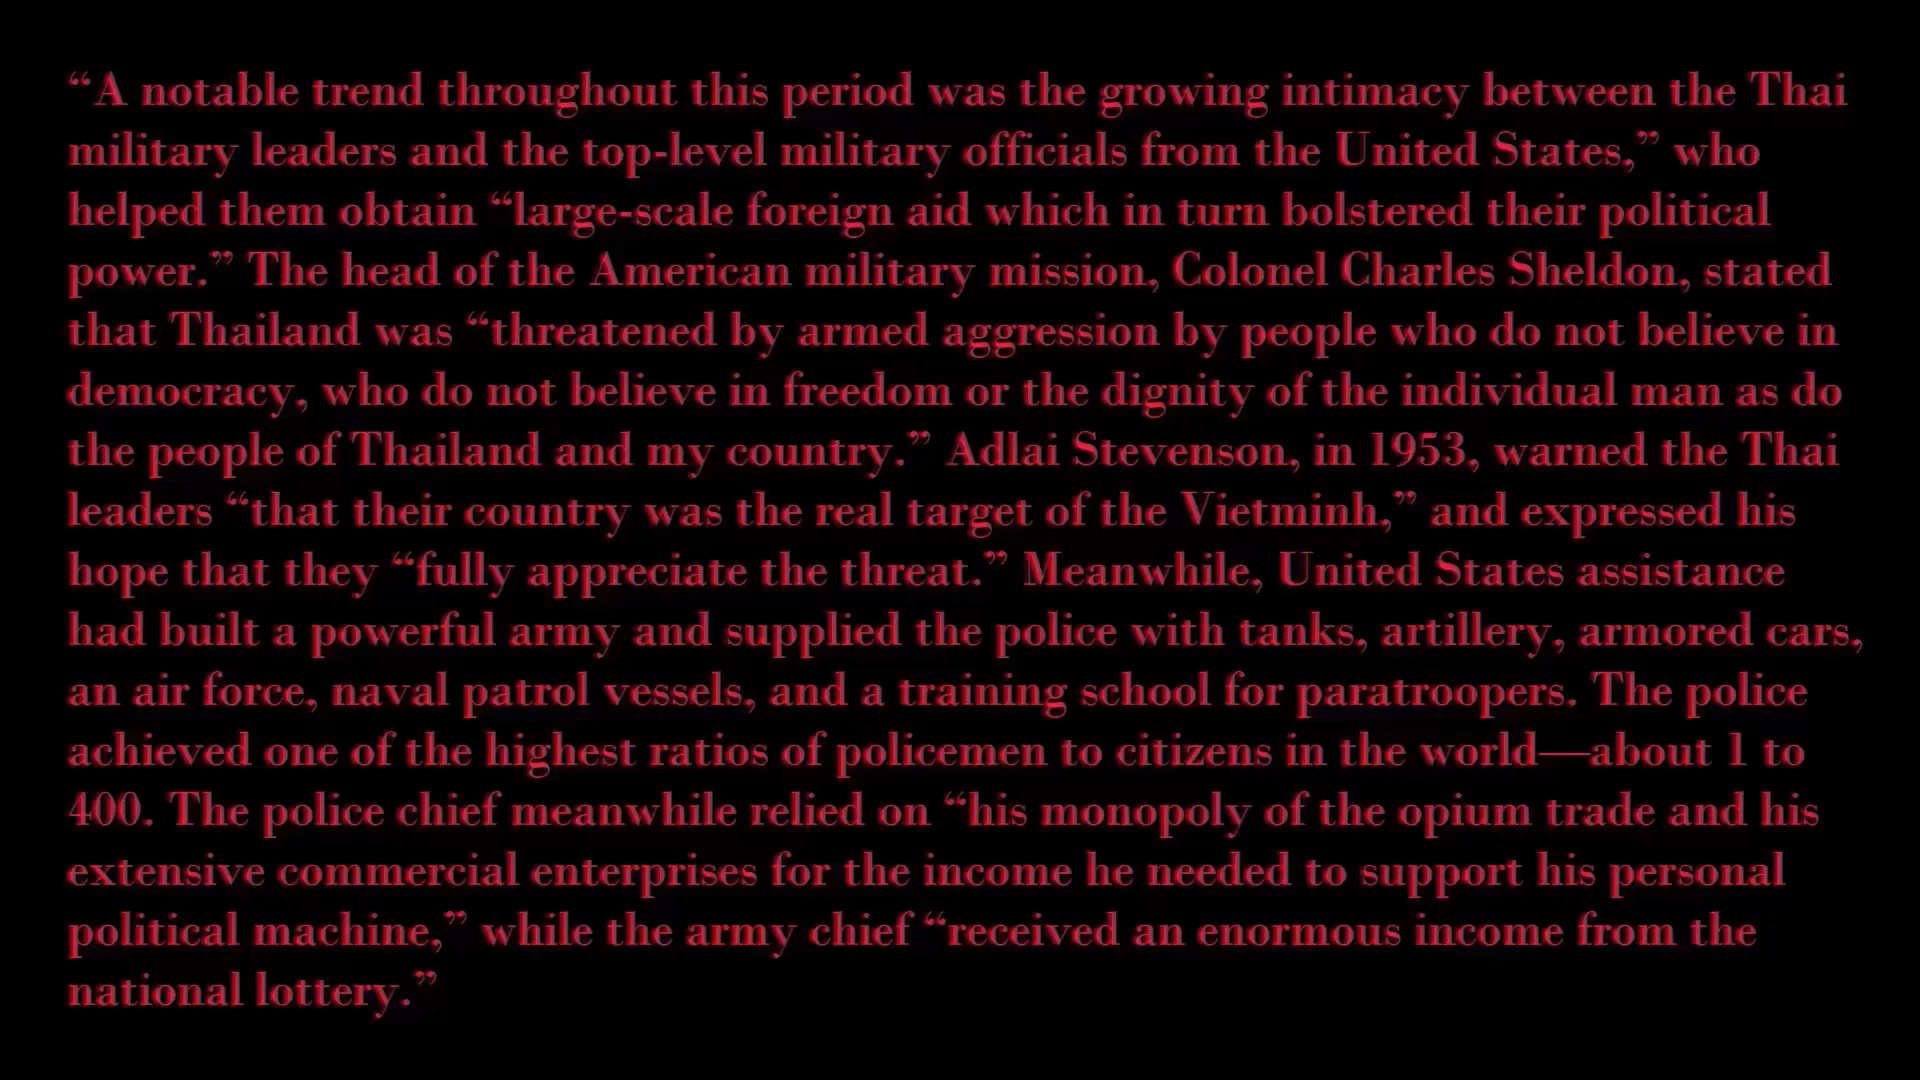 “A notable trend throughout this period was the growing intimacy between the Thai
military leaders and the top-level military officials from the United States,” who
helped them obtain “large-scale foreign aid which in turn bolstered their political
power.” The head of the American military mission, Colonel Charles Sheldon, stated
that Thailand was “threatened by armed aggression by people who do not believe in
democracy, who do not believe in freedom or the dignity of the individual man as do
the people of Thailand and my country.” Adlai Stevenson, in 1953, warned the Thai
leaders “that their country was the real target of the Vietminh,” and expressed his
hope that they “fully appreciate the threat.” Meanwhile, United States assistance
had built a powerful army and supplied the police with tanks, artillery, armored cars,
an air force, naval patrol vessels, and a training school for paratroopers. The police
achieved one of the highest ratios of policemen to citizens in the world—about 1 to
400. The police chief meanwhile relied on “his monopoly of the opium trade and his
extensive commercial enterprises for the income he needed to support his personal
political machine,” while the army chief “received an enormous income from the
national lottery.”